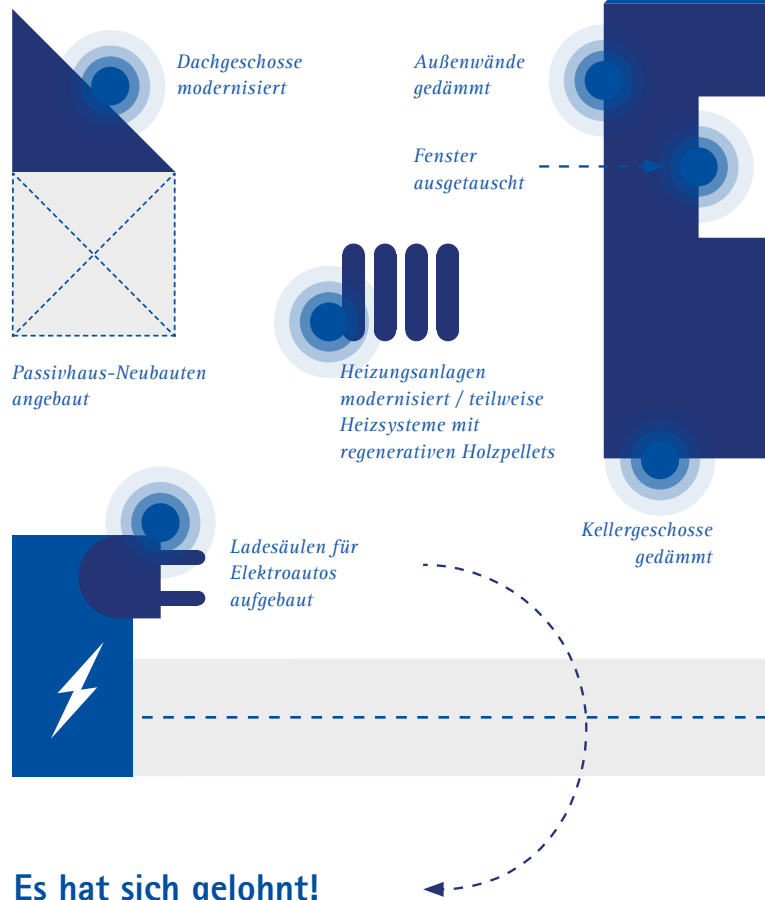 Dachgeschosse
modernisiert
Außenwände
gedämmt
Fenster
ausgetauscht
Passivhaus-Neubauten
angebaut
Heizungsanlagen
modernisiert / teilweise
Heizsysteme mit
regenerativen Holzpellets
Kellergeschosse
gedämmt
Ladesäulen für
Elektroautos
aufgebaut
Es hat sich gelohnt!